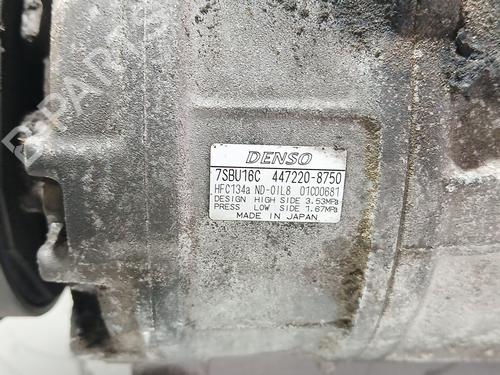 DENSO
7SBU16C 447220-8750
HFC134a ND-OIL8 01C00681
DESIGN HIGH SIDE 3.53MPa
PRESS LOW SIDE 1.67MPa
MADE IN JAPAN
B PARTS